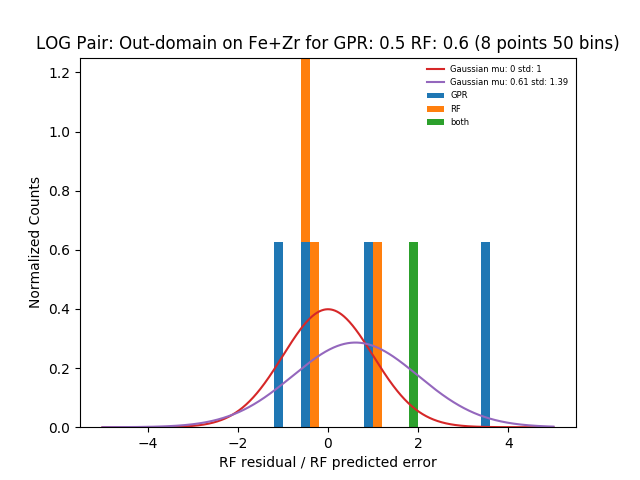 LOG Pair: Out-domain on Fe+Zr for GPR: 0.5 RF: 0.6 (8 points 50 bins)
Gaussian mu: 0 std: 1
Gaussian mu: 0.61 std: 1.39
GPR
RF
both
1.2
1.0
0.8
0.6
0.4
0.2
0.0
Normalized Counts
−4
−2
0
2
4
RF residual / RF predicted error